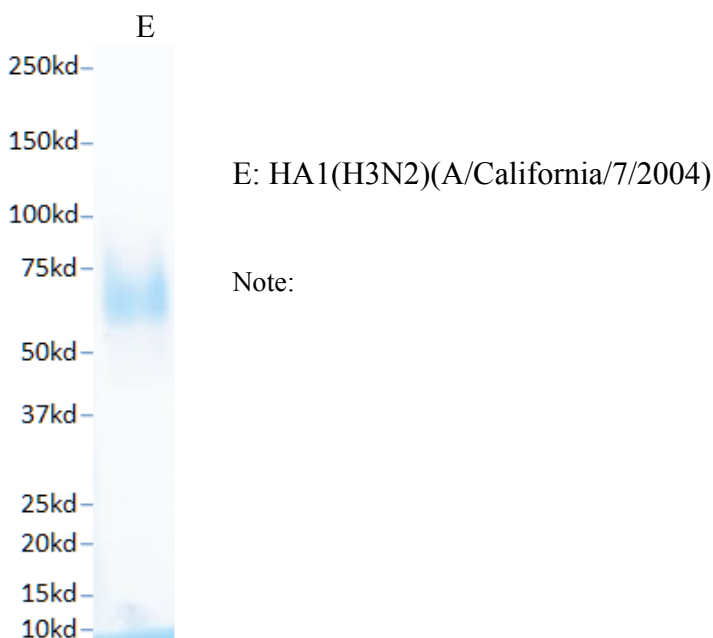 E
250kd
150kd
E: HA1(H3N2)(A/California/7/2004)
100kd
75kd
Note:
50kd
37kd
25kd
20kd
15kd
10kd